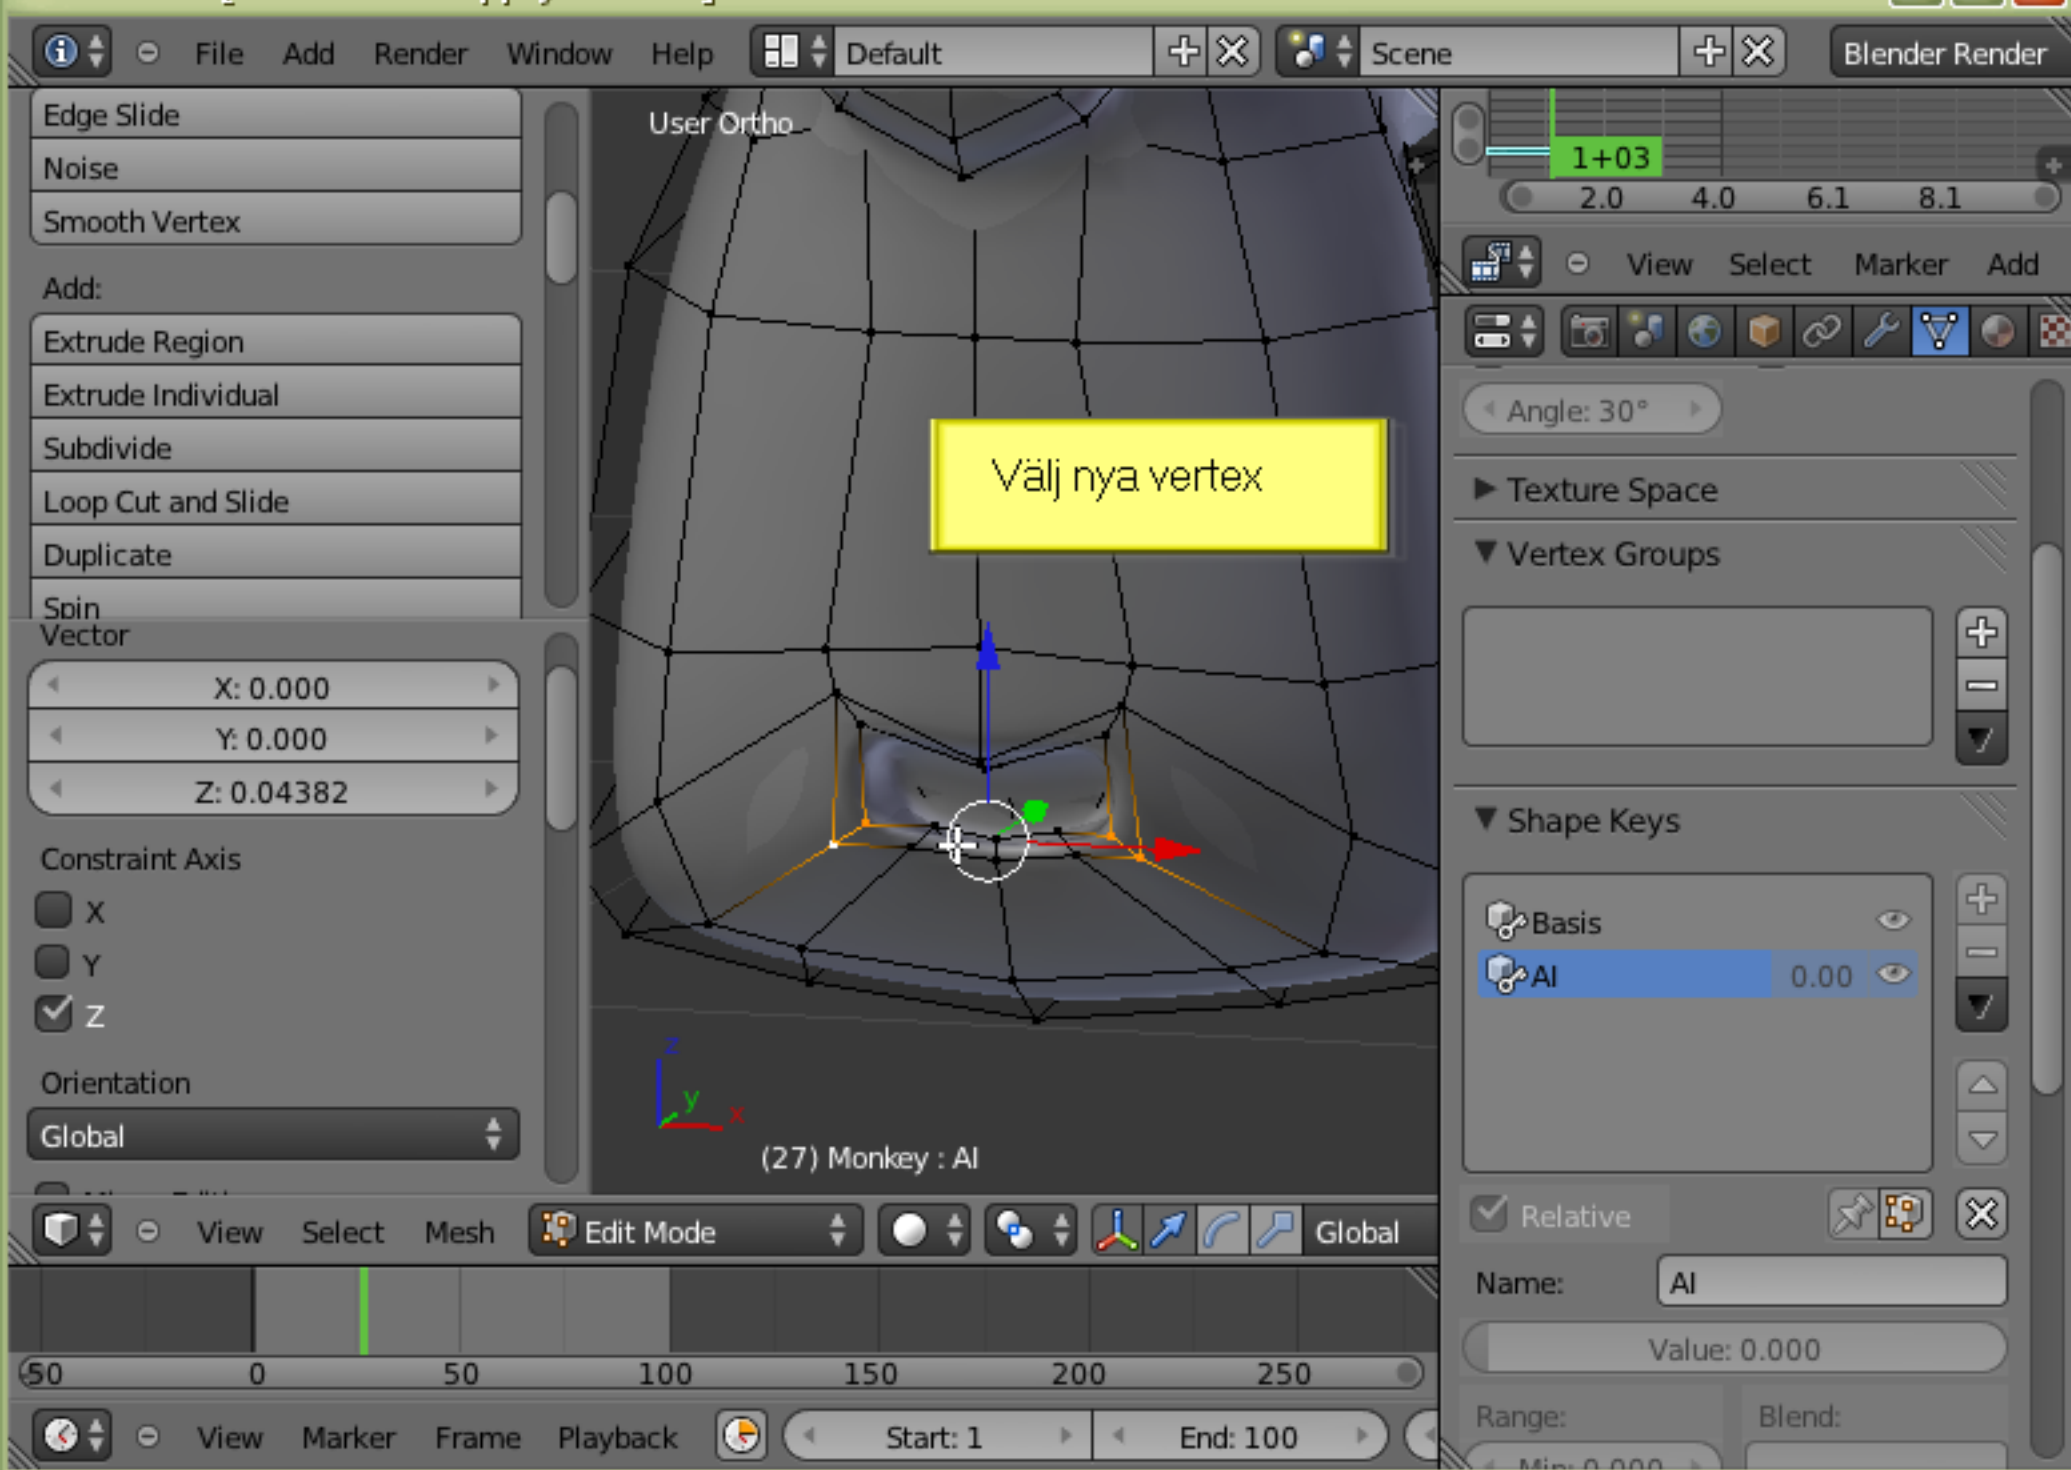 File Add Render Window Help Default Scene Blender Render
Edge Slide
Noise
Smooth Vertex
Add:
Extrude Region
Extrude Individual
Subdivide
Loop Cut and Slide
Duplicate
Spin
Vector
X: 0.000
Y: 0.000
Z: 0.04382
Constraint Axis
X
Y
Z
Orientation
Global
User Ortho
Välj nya vertex
z
y
x
(27) Monkey : AI
View Select Mesh Edit Mode Global
-50 0 50 100 150 200 250
View Marker Frame Playback Start: 1 End: 100
1+03
2.0 4.0 6.1 8.1
View Select Marker Add
Angle: 30°
Texture Space
Vertex Groups
Shape Keys
Basis
AI 0.00
Relative
Name: AI
Value: 0.000
Range: Blend:
Min: 0.000